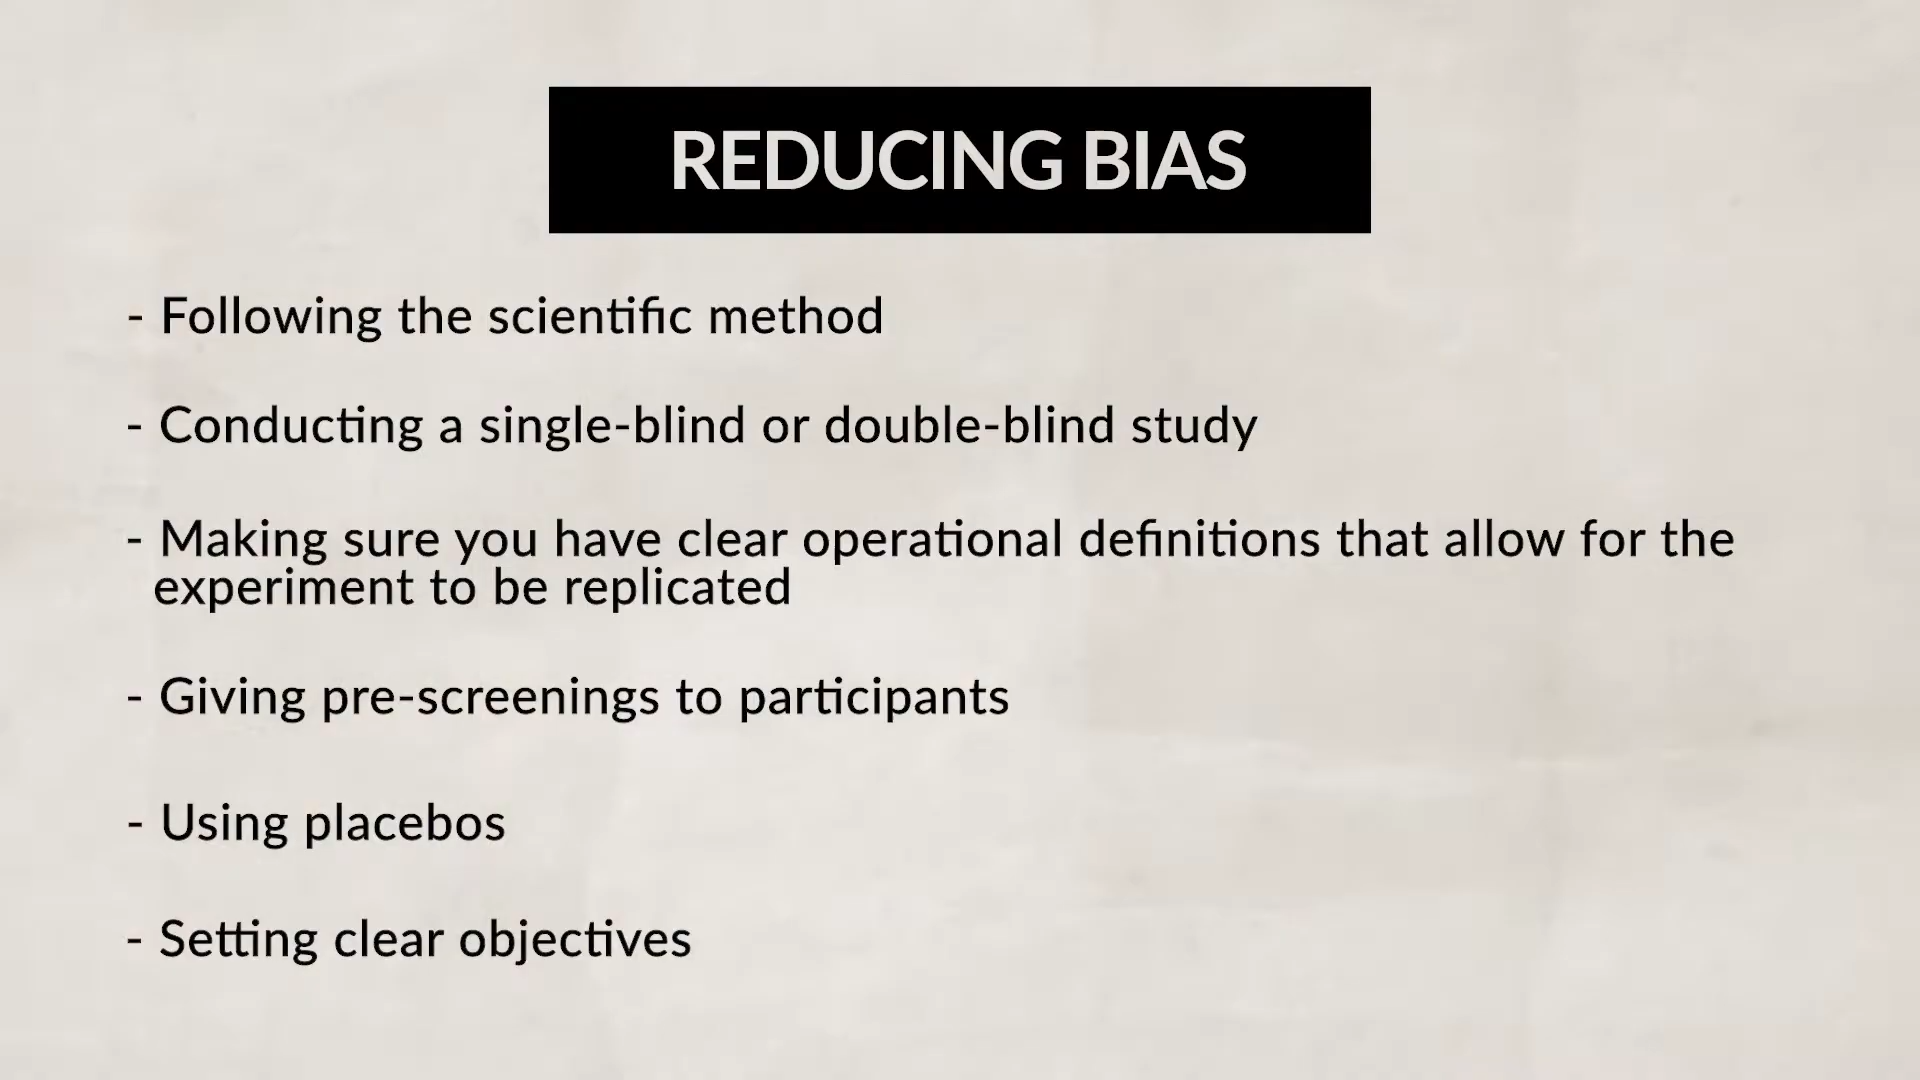 REDUCING BIAS
- Following the scientific method
- Conducting a single-blind or double-blind study
- Making sure you have clear operational definitions that allow for the
experiment to be replicated
- Giving pre-screenings to participants
- Using placebos
- Setting clear objectives